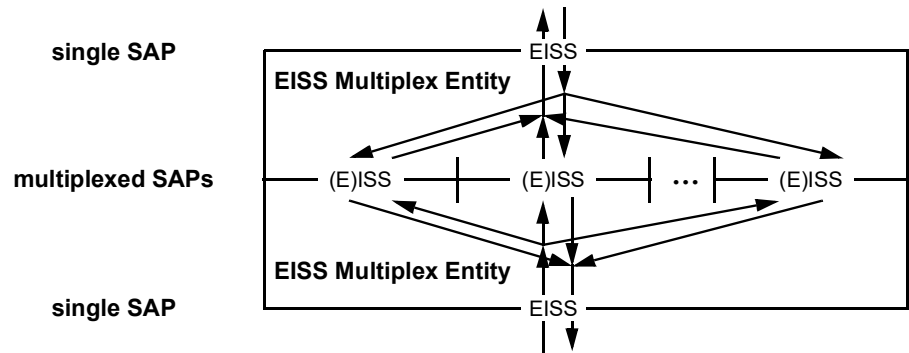 single SAP
EISS
EISS Multiplex Entity
multiplexed SAPs
(E)ISS
(E)ISS
...
(E)ISS
EISS Multiplex Entity
single SAP
EISS